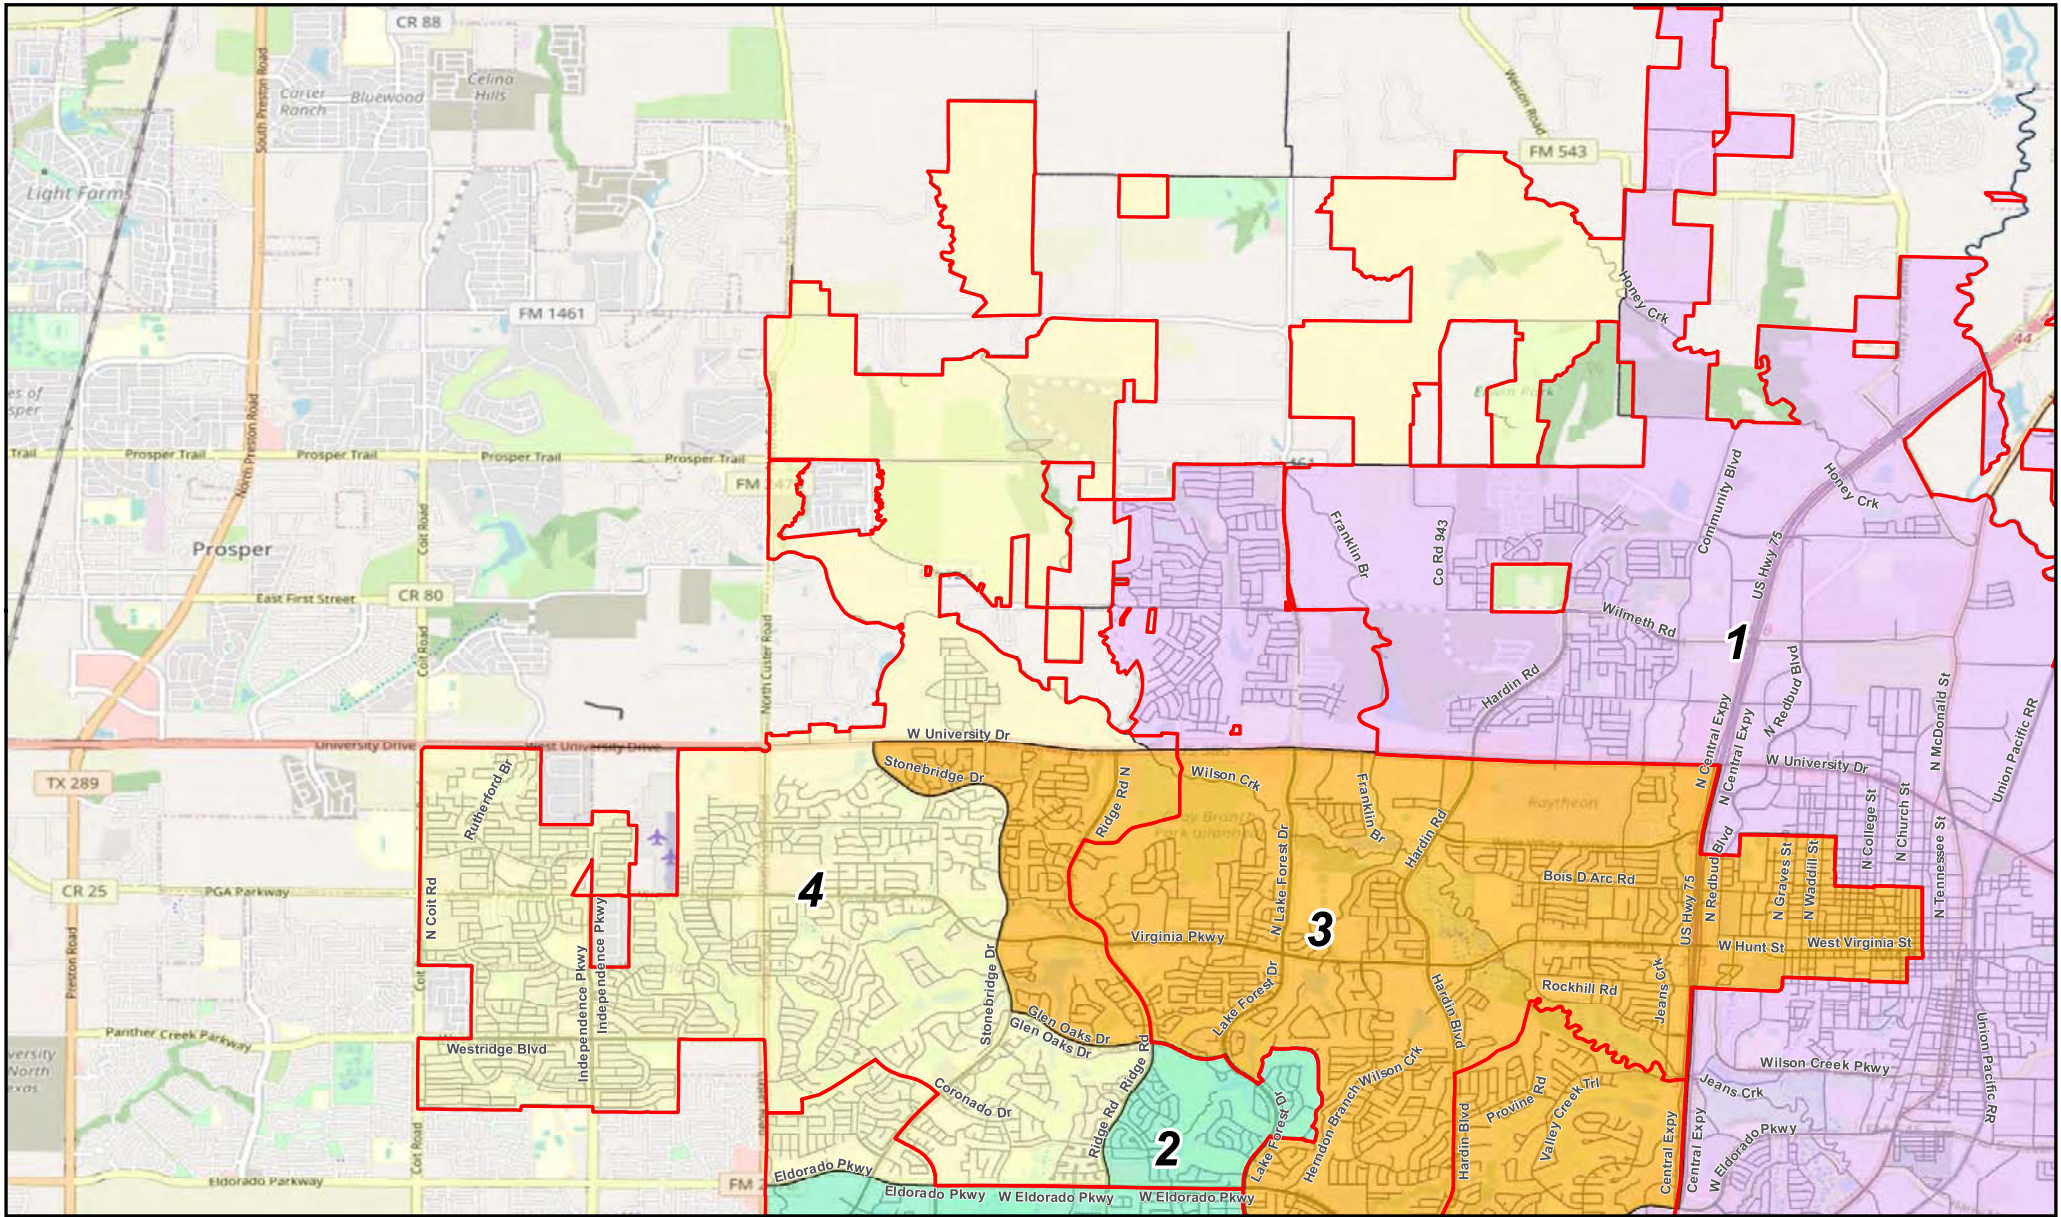 CR 88
Celina
Hills
Carter
Ranch
Bluewood
South Preston Road
Weston Road
FM 543
Light Farms
Honey Crk
FM 1461
44
North Preston Road
Erwin Park
Trail
Prosper Trail
Prosper Trail
Prosper Trail
Prosper Trail
Honey Crk
Community Blvd
Franklin Br
Co Rd 943
Coit Road
Prosper
US Hwy 75
East First Street
CR 80
Wilmeth Rd
1
Coit Road
North Custer Road
N Redbud Blvd
Hardin Rd
N McDonald St
Union Pacific RR
N Central Expy
N Central Expy
University Drive
West University Drive
W University Dr
W University Dr
TX 289
Stonebridge Dr
Wilson Crk
Rutherford Br
Ridge Rd N
Franklin Br
Raytheon
Hardin Rd
N College St
N Church St
N Tennessee St
N Lake Forest Dr
N Redbud Blvd
N Graves St
N Waddill St
CR 25
PGA Parkway
N Coit Rd
4
Bois D Arc Rd
US Hwy 75
3
Independence Pkwy
Independence Pkwy
Virginia Pkwy
W Hunt St
West Virginia St
Preston Road
Stonebridge Dr
Lake Forest Dr
Hardin Blvd
Rockhill Rd
Jeans Crk
Glen Oaks Dr
Glen Oaks Dr
Panther Creek Parkway
Westridge Blvd
Ridge Rd
Wilson Crk
Wilson Creek Pkwy
Union Pacific RR
Coronado Dr
Jeans Crk
Provine Rd
Valley Creek Trl
Ridge Rd
2
Lake Forest Dr
Herndon Branch
Hardin Blvd
Central Expy
Central Expy
W Eldorado Pkwy
Coit Road
Eldorado Parkway
Eldorado Pkwy
Eldorado Pkwy
W Eldorado Pkwy
W Eldorado Pkwy